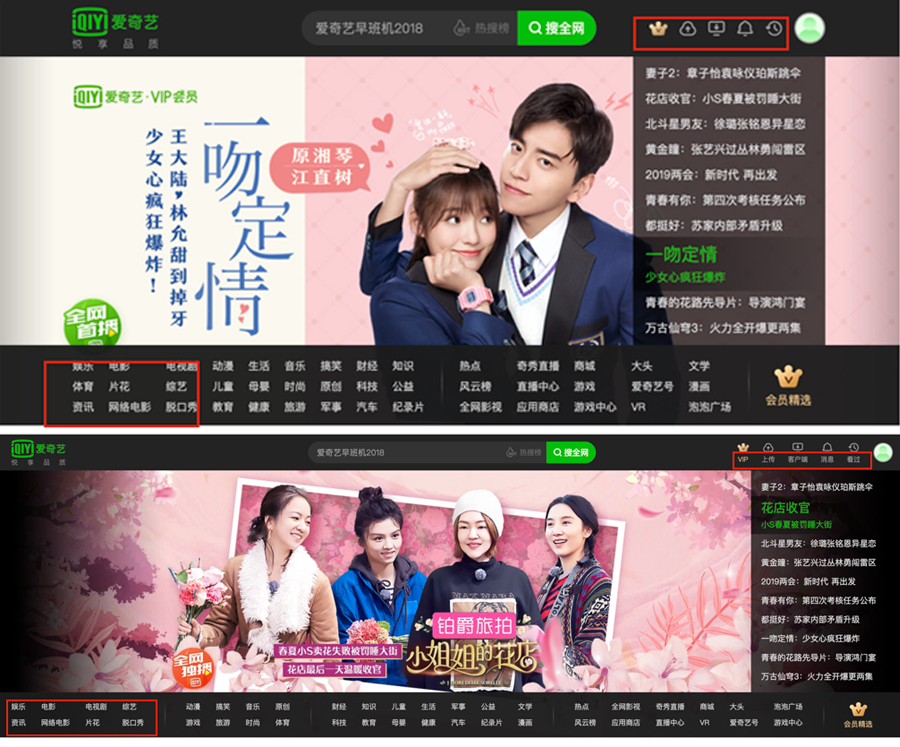 iQIYI 爱奇艺
悦享品质
爱奇艺早班机2018
热搜榜
搜全网
iQIYI 爱奇艺·VIP会员
王大陆♥林允甜到掉牙
少女心疯狂爆炸！
一吻定情
原湘琴
江直树
全网
首播
妻子2：章子怡袁咏仪珀斯跳伞
花店收官：小S春夏被罚睡大街
北斗星男友：徐璐张铭恩异星恋
黄金瞳：张艺兴过丛林勇闯雷区
2019两会：新时代 再出发
青春有你：第四次考核任务公布
都挺好：苏家内部矛盾升级
一吻定情
少女心疯狂爆炸
青春的花路先导片：导演鸿门宴
万古仙穹3：火力全开爆更两集
娱乐 电影 电视剧 动漫 生活 音乐 搞笑 财经 知识 热点 奇秀直播 商城 大头 文学
体育 片花 综艺 儿童 母婴 时尚 原创 科技 公益 风云榜 直播中心 游戏 爱奇艺号 漫画
资讯 网络电影 脱口秀 教育 健康 旅游 军事 汽车 纪录片 全网影视 应用商店 游戏中心 VR 泡泡广场
会员精选
iQIYI 爱奇艺
悦享品质
爱奇艺早班机2018
热搜榜
搜全网
VIP 上传 客户端 消息 看过
妻子2：章子怡袁咏仪珀斯跳伞
花店收官
小S春夏被罚睡大街
北斗星男友：徐璐张铭恩异星恋
黄金瞳：张艺兴过丛林勇闯雷区
2019两会：新时代 再出发
青春有你：第四次考核任务公布
都挺好：苏家内部矛盾升级
一吻定情：少女心疯狂爆炸
青春的花路先导片：导演鸿门宴
万古仙穹3：火力全开爆更两集
铂爵旅拍
小姐姐的花店
春夏小S卖花失败被罚睡大街
花店最后一天温暖收官
全网
独播
娱乐 电影 电视剧 综艺 动漫 搞笑 音乐 原创 财经 知识 儿童 生活 军事 公益 文学 热点 全网影视 奇秀直播 商城 大头 泡泡广场
资讯 网络电影 片花 脱口秀 游戏 旅游 时尚 体育 科技 教育 母婴 健康 汽车 纪录片 漫画 风云榜 应用商店 直播中心 VR 爱奇艺号 游戏中心
会员精选